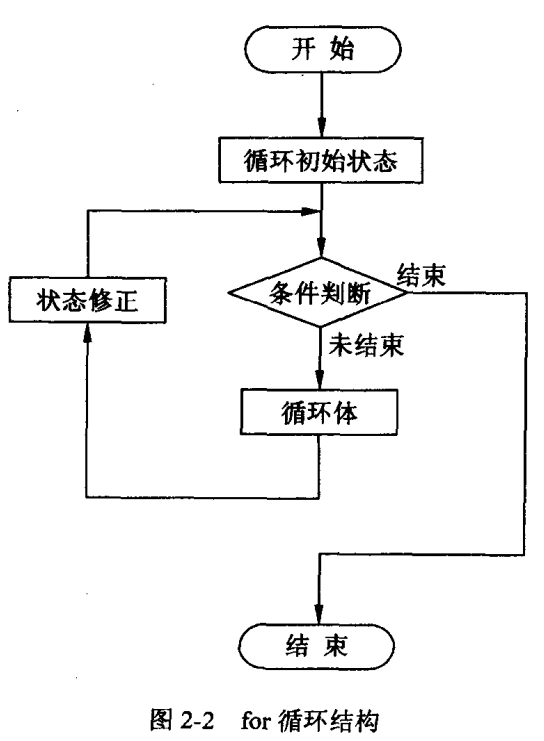 开 始
循环初始状态
条件判断
结束
状态修正
未结束
循环体
结 束
图 2-2 for 循环结构